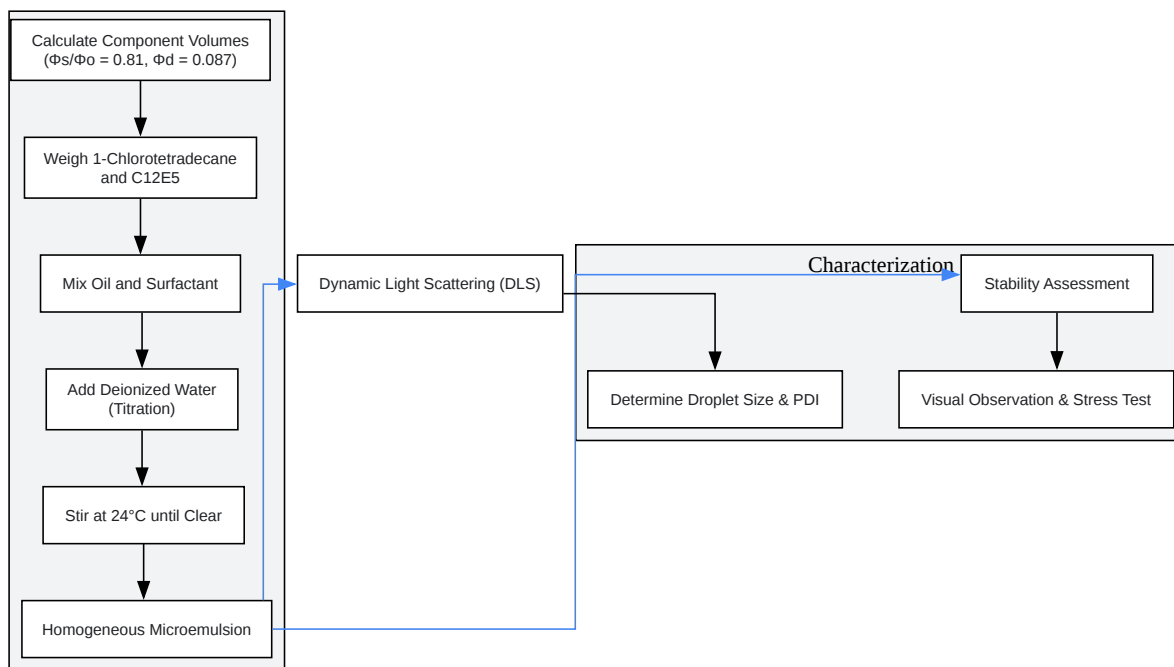 Calculate Component Volumes
(Φs/Φo = 0.81, Φd = 0.087)
Weigh 1-Chlorotetradecane
and C12E5
Mix Oil and Surfactant
Add Deionized Water
(Titration)
Stir at 24°C until Clear
Homogeneous Microemulsion
Dynamic Light Scattering (DLS)
Characterization
Stability Assessment
Determine Droplet Size & PDI
Visual Observation & Stress Test